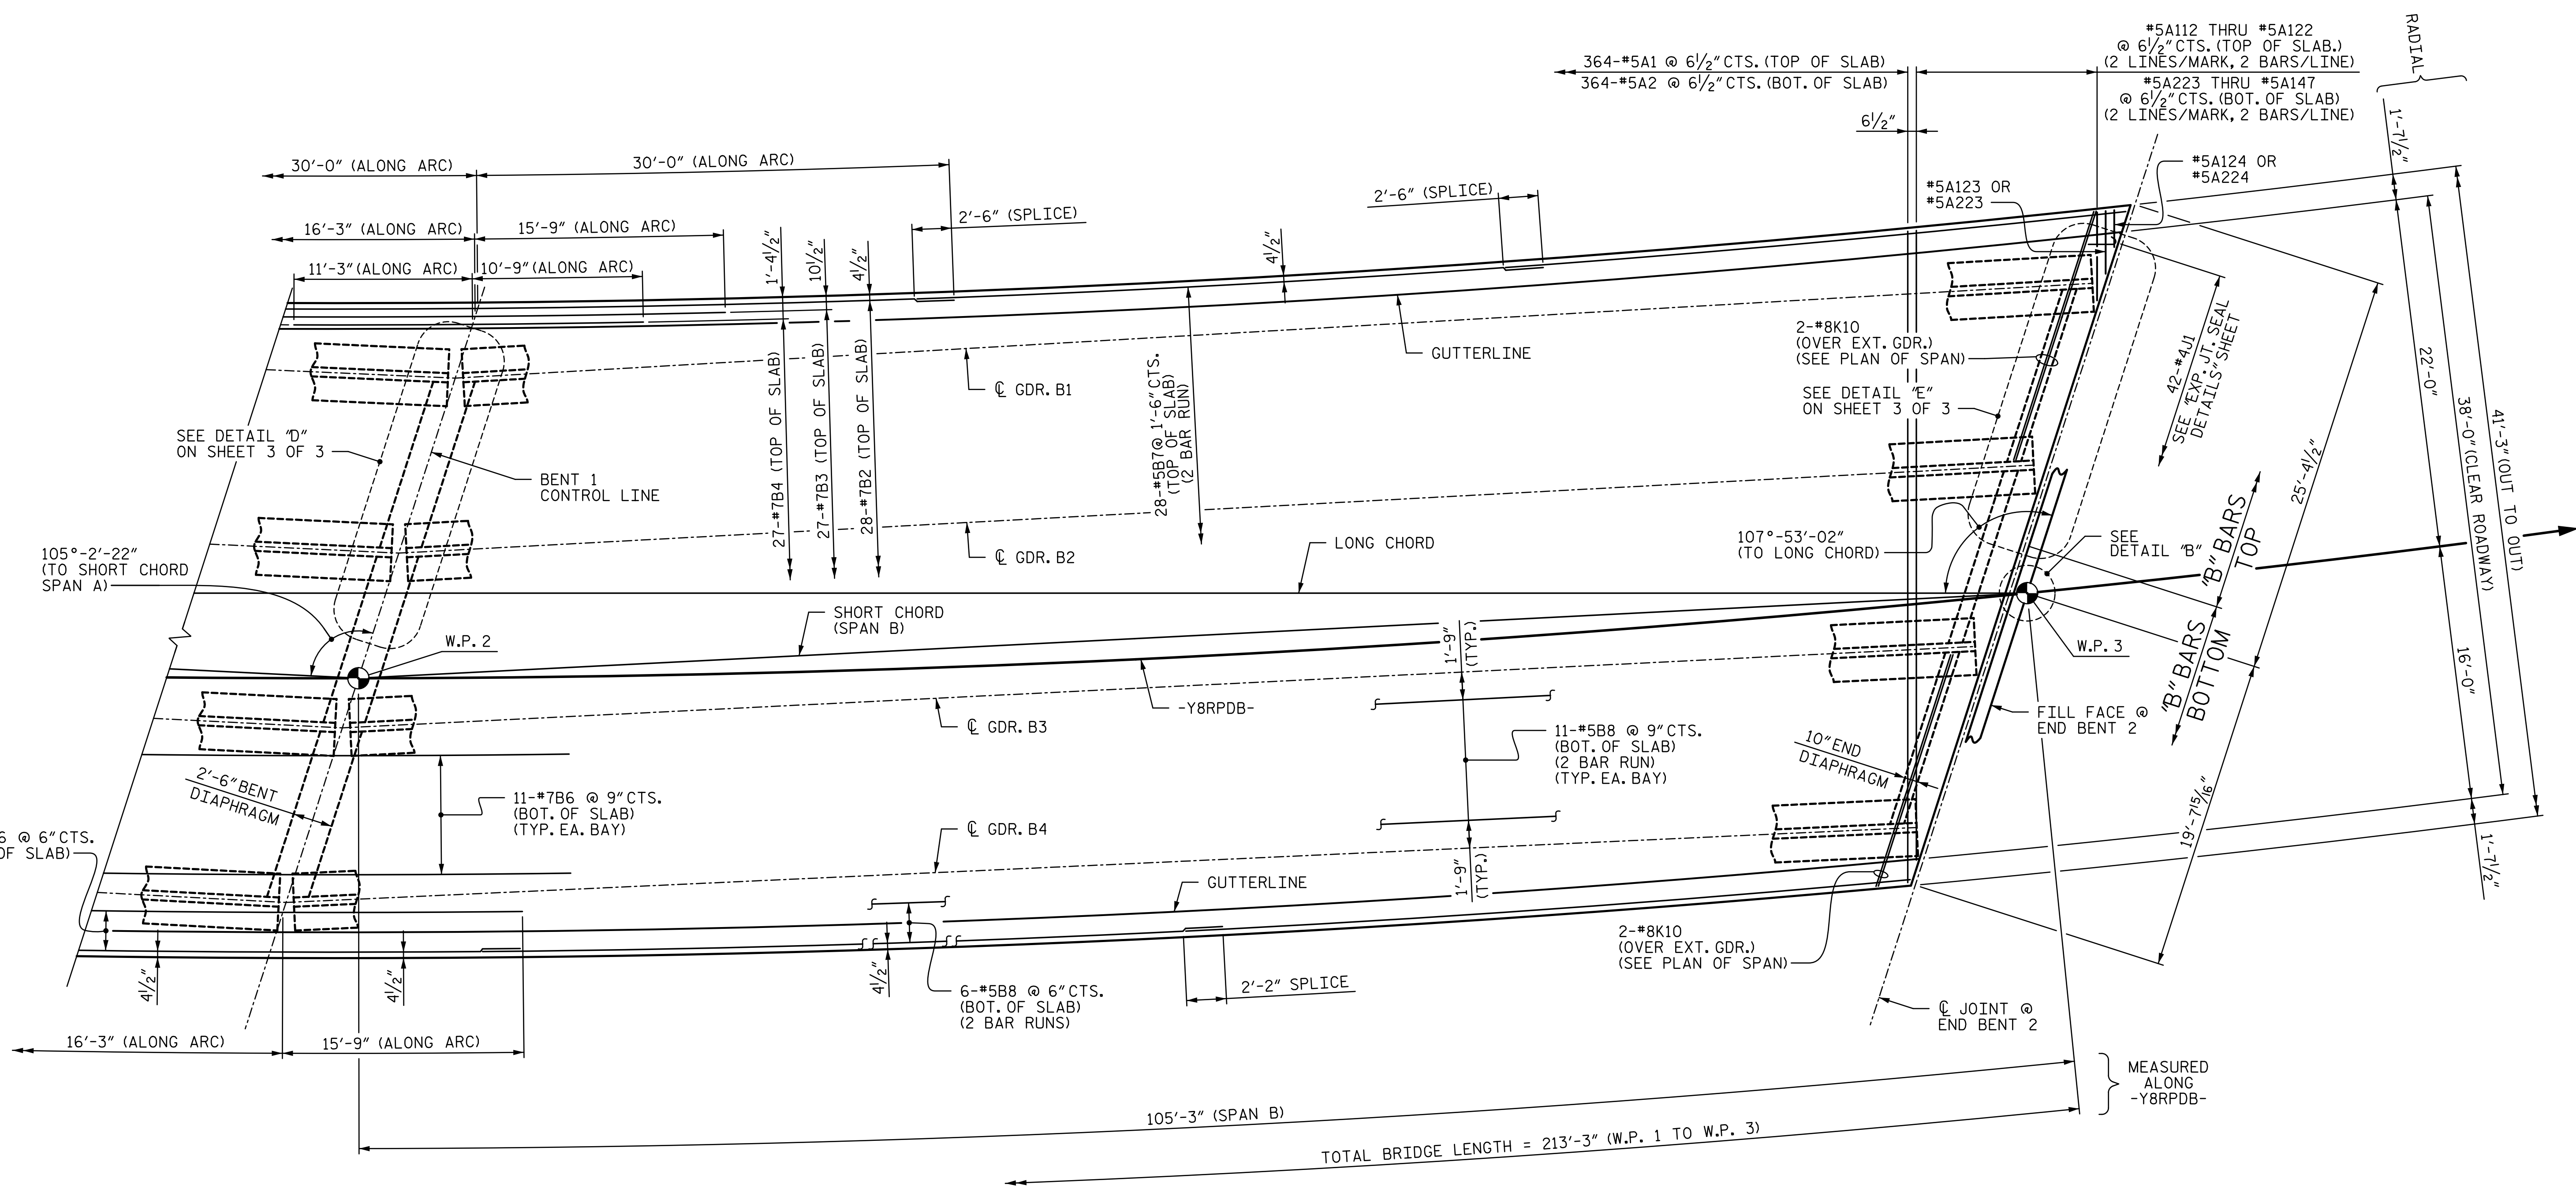 RADIAL
#5A112 THRU #5A122
@ 6½" CTS. (TOP OF SLAB.)
(2 LINES/MARK, 2 BARS/LINE)
#5A223 THRU #5A147
@ 6½" CTS. (BOT. OF SLAB)
(2 LINES/MARK, 2 BARS/LINE)
364-#5A1 @ 6½" CTS. (TOP OF SLAB)
364-#5A2 @ 6½" CTS. (BOT. OF SLAB)
6½"
1'-7½"
#5A124 OR
#5A224
#5A123 OR
#5A223
30'-0" (ALONG ARC)
30'-0" (ALONG ARC)
2'-6" (SPLICE)
2'-6" (SPLICE)
16'-3" (ALONG ARC)
15'-9" (ALONG ARC)
11'-3" (ALONG ARC)
10'-9" (ALONG ARC)
1'-4½"
10½"
4½"
4½"
27-#7B4 (TOP OF SLAB)
27-#7B3 (TOP OF SLAB)
28-#7B2 (TOP OF SLAB)
28-#5B7@ 1'-6" CTS.
(TOP OF SLAB)
(2 BAR RUN)
GUTTERLINE
℄ GDR. B1
2-#8K10
(OVER EXT. GDR.)
(SEE PLAN OF SPAN)
SEE DETAIL "E"
ON SHEET 3 OF 3
42-#4J1
SEE "EXP. JT. SEAL
DETAILS" SHEET
22'-0"
38'-0" (CLEAR ROADWAY)
41'-3" (OUT TO OUT)
25'-4½"
SEE DETAIL "D"
ON SHEET 3 OF 3
BENT 1
CONTROL LINE
105°-2'-22"
(TO SHORT CHORD
SPAN A)
℄ GDR. B2
LONG CHORD
107°-53'-02"
(TO LONG CHORD)
SEE
DETAIL "B"
"B" BARS
TOP
"B" BARS
BOTTOM
SHORT CHORD
(SPAN B)
W.P. 2
W.P. 3
1'-9"
(TYP.)
-Y8RPDB-
℄ GDR. B3
FILL FACE @
END BENT 2
16'-0"
11-#5B8 @ 9" CTS.
(BOT. OF SLAB)
(2 BAR RUN)
(TYP. EA. BAY)
10" END
DIAPHRAGM
2'-6" BENT
DIAPHRAGM
11-#7B6 @ 9" CTS.
(BOT. OF SLAB)
(TYP. EA. BAY)
℄ GDR. B4
19'-7¹⁵⁄₁₆"
1'-7½"
6 @ 6" CTS.
OF SLAB)
GUTTERLINE
1'-9"
(TYP.)
4½"
4½"
4½"
6-#5B8 @ 6" CTS.
(BOT. OF SLAB)
(2 BAR RUNS)
2'-2" SPLICE
2-#8K10
(OVER EXT. GDR.)
(SEE PLAN OF SPAN)
℄ JOINT @
END BENT 2
16'-3" (ALONG ARC)
15'-9" (ALONG ARC)
105'-3" (SPAN B)
TOTAL BRIDGE LENGTH = 213'-3" (W.P. 1 TO W.P. 3)
MEASURED
ALONG
-Y8RPDB-